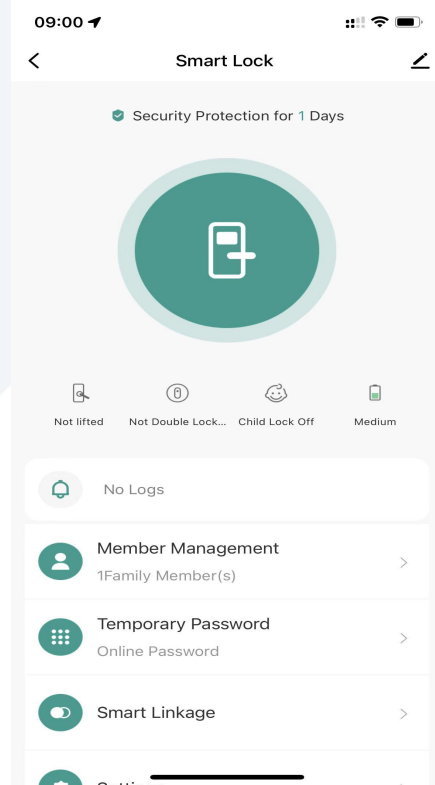 09:00
Smart Lock
Security Protection for 1 Days
Not lifted
Not Double Lock...
Child Lock Off
Medium
No Logs
Member Management
1Family Member(s)
Temporary Password
Online Password
Smart Linkage